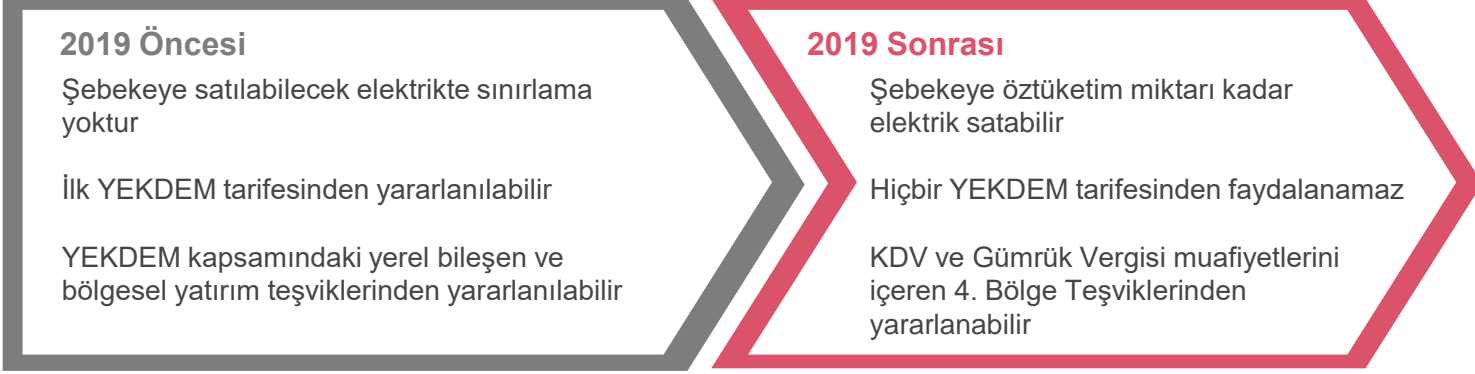 2019 Öncesi
Şebekeye satılabilecek elektrikte sınırlama
yoktur
İlk YEKDEM tarifesinden yararlanılabilir
YEKDEM kapsamındaki yerel bileşen ve
bölgesel yatırım teşviklerinden yararlanılabilir
2019 Sonrası
Şebekeye öztüketim miktarı kadar
elektrik satabilir
Hiçbir YEKDEM tarifesinden faydalanamaz
KDV ve Gümrük Vergisi muafiyetlerini
içeren 4. Bölge Teşviklerinden
yararlanabilir